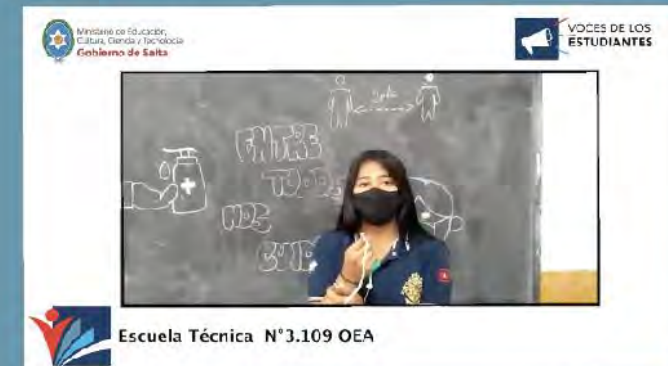 Ministerio de Educación,
Cultura, Ciencia y Tecnología
Gobierno de Salta
VOCES DE LOS
ESTUDIANTES
ENTRE
TODOS
NOS
Escuela Técnica N°3.109 OEA